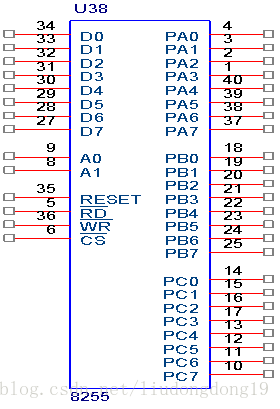 U38
34 D0 PA0 4
33 D1 PA1 3
32 D2 PA2 2
31 D3 PA3 1
30 D4 PA4 40
29 D5 PA5 39
28 D6 PA6 38
27 D7 PA7 37
9 A0 PB0 18
8 A1 PB1 19
PB2 20
35 RESET PB3 21
5 RD PB4 22
36 WR PB5 23
6 CS PB6 24
PB7 25
PC0 14
PC1 15
PC2 16
PC3 17
PC4 13
PC5 12
PC6 11
PC7 10
8255
blog.csdn.net/liudongdong19